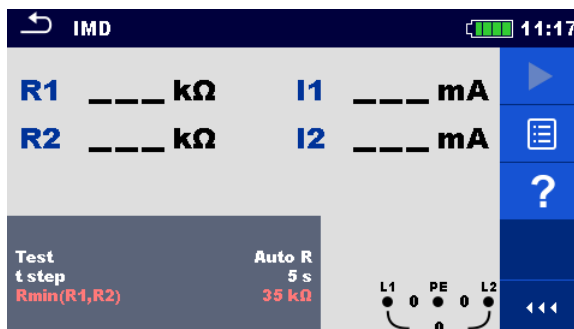 IMD 11:17
R1 ___ kΩ I1 ___ mA
R2 ___ kΩ I2 ___ mA
?
Test Auto R
t step 5 s
Rmin(R1,R2) 35 kΩ
L1 PE L2
0 0
0